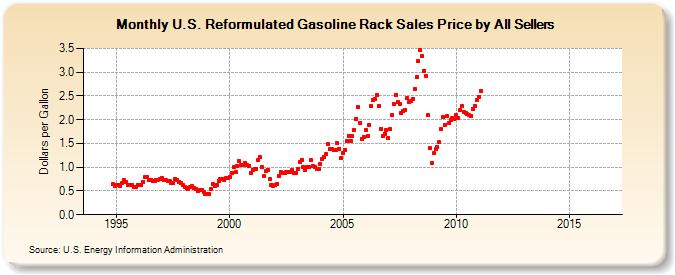 Monthly U.S. Reformulated Gasoline Rack Sales Price by All Sellers
Dollars per Gallon
3.5
3.0
2.5
2.0
1.5
1.0
0.5
0.0
1995 2000 2005 2010 2015
Source: U.S. Energy Information Administration